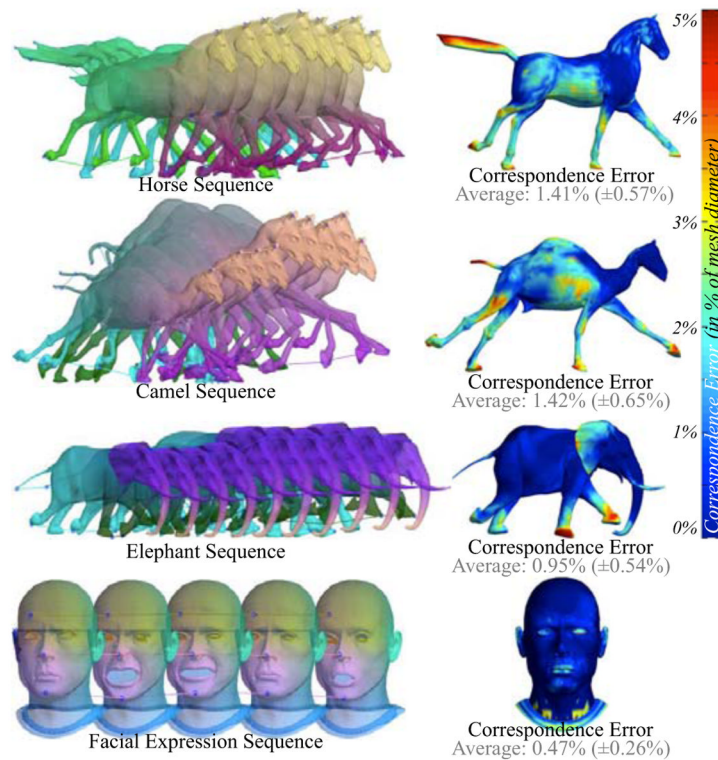 5%
4%
Horse Sequence
Correspondence Error
Average: 1.41% (±0.57%)
3%
2%
Camel Sequence
Correspondence Error
Average: 1.42% (±0.65%)
1%
0%
Elephant Sequence
Correspondence Error
Average: 0.95% (±0.54%)
Facial Expression Sequence
Correspondence Error
Average: 0.47% (±0.26%)
Correspondence Error (in % of mesh diameter)